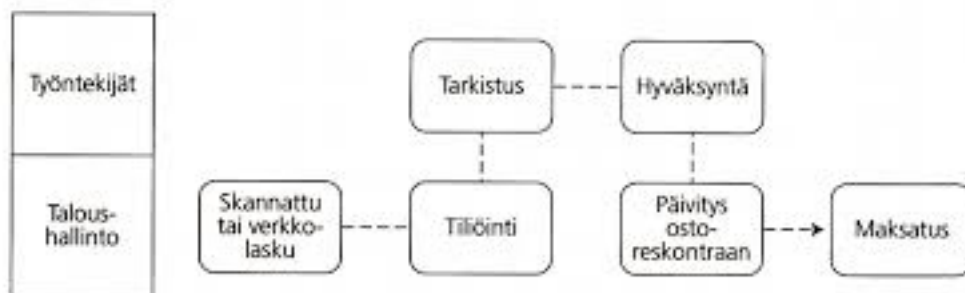 Työntekijät
Tarkistus
Hyväksyntä
Talous-
hallinto
Skannattu
tai verkko-
lasku
Tiliöinti
Päivitys
osto-
reskontraan
Maksatus